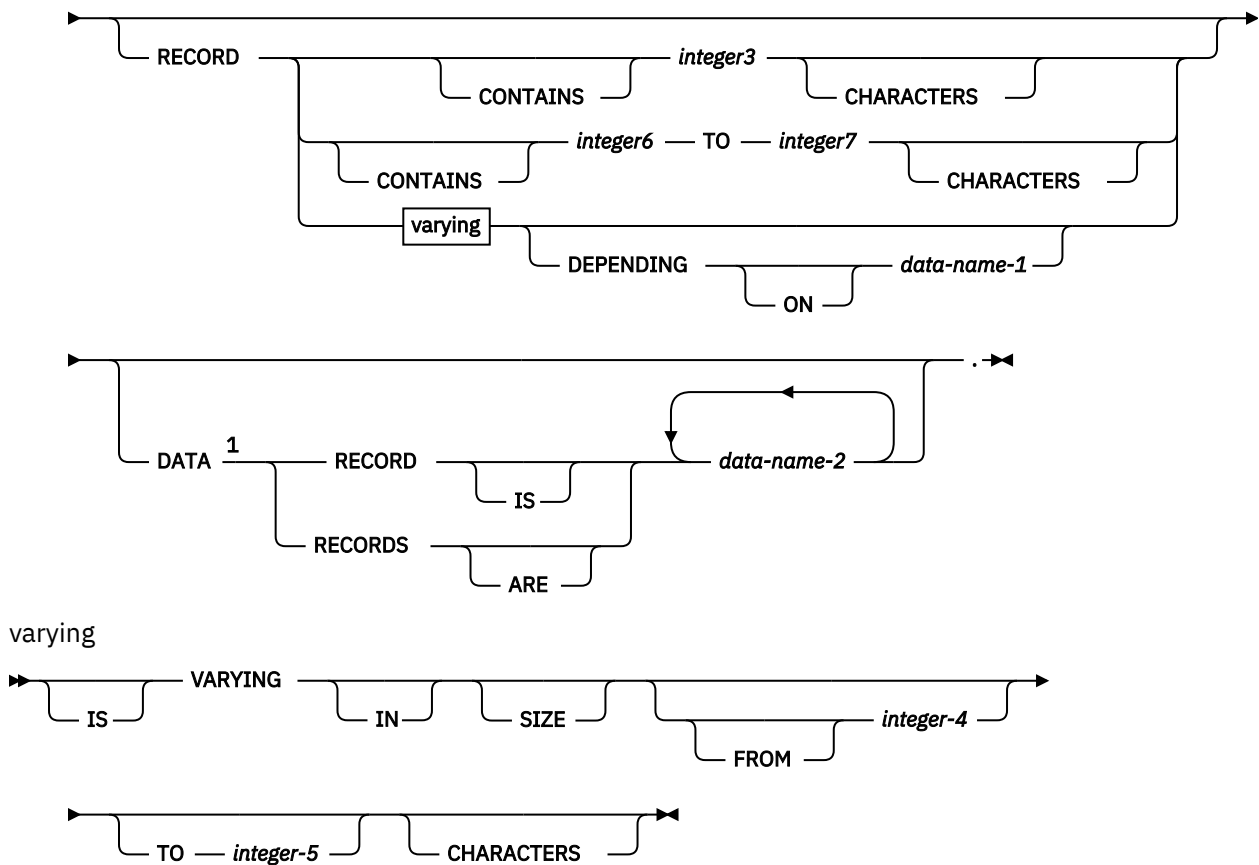 RECORD integer3
CONTAINS CHARACTERS
integer6 TO integer7
CONTAINS CHARACTERS
varying
DEPENDING data-name-1
ON
.
DATA 1 RECORD data-name-2
IS
RECORDS
ARE
varying
VARYING
IS IN SIZE integer-4
FROM
TO integer-5 CHARACTERS